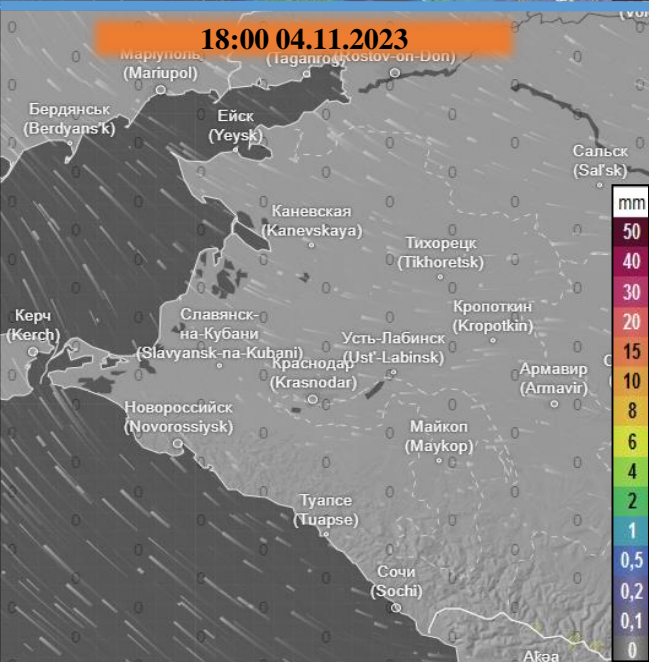 18:00 04.11.2023
Мариуполь
(Mariupol)
(Taganrog)
(Rostov-on-Don)
Бердянськ
(Berdyans'k)
Ейск
(Yeysk)
Сальск
(Sal'sk)
mm
50
40
30
20
15
10
8
6
4
2
1
0,5
0,2
0,1
0
Каневская
(Kanevskaya)
Тихорецк
(Tikhoretsk)
Керч
(Kerch)
Славянск-
на-Кубани
(Slavyansk-na-Kubani)
Кропоткин
(Kropotkin)
Усть-Лабинск
(Ust'-Labinsk)
Краснодар
(Krasnodar)
Армавир
(Armavir)
Новороссийск
(Novorossiysk)
Майкоп
(Maykop)
Туапсе
(Tuapse)
Сочи
(Sochi)
Аҟəа